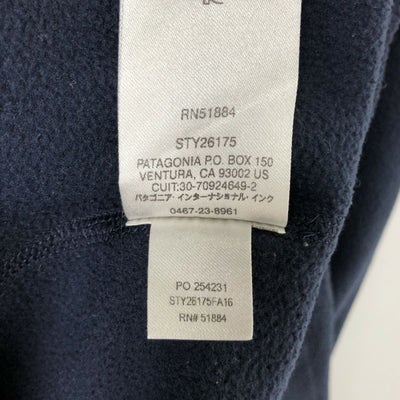 RN51884
STY26175
PATAGONIA P.O. BOX 150
VENTURA, CA 93002 US
CUIT:30-70924649-2
パタゴニア・インターナショナル・インク
0467-23-8961
PO 254231
STY26175FA16
RN# 51884